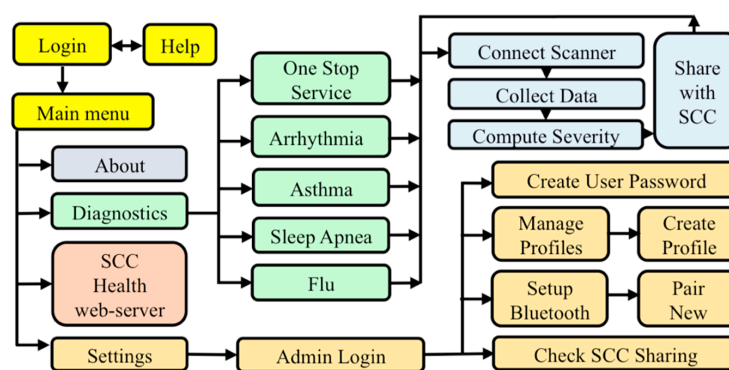 Login
Help
Main menu
About
Diagnostics
SCC
Health
web-server
Settings
One Stop
Service
Arrhythmia
Asthma
Sleep Apnea
Flu
Admin Login
Connect Scanner
Collect Data
Compute Severity
Share
with
SCC
Create User Password
Manage
Profiles
Create
Profile
Setup
Bluetooth
Pair
New
Check SCC Sharing